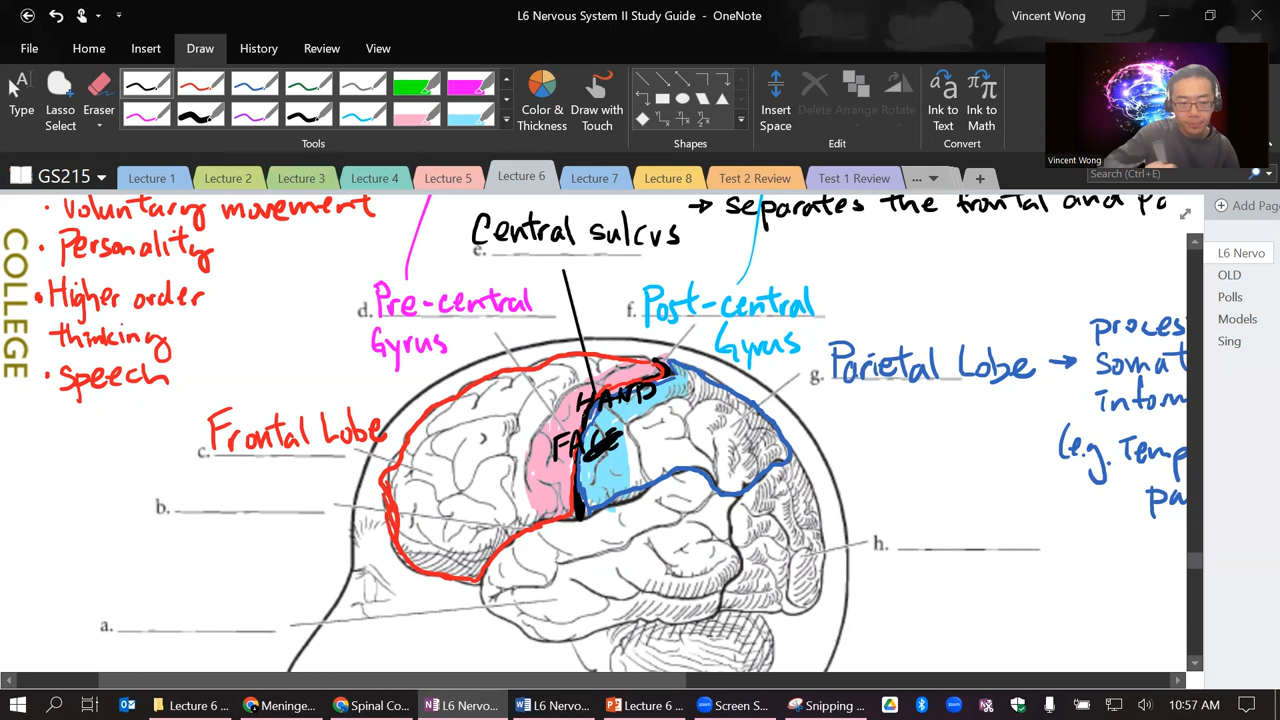 L6 Nervous System II Study Guide - OneNote
Vincent Wong
File Home Insert Draw History Review View
Type
Lasso Select
Eraser
Color & Thickness
Draw with Touch
Insert Space
Delete Arrange Rotate
Ink to Text
Ink to Math
Tools
Shapes
Edit
Convert
Vincent Wong
GS215
Lecture 1 Lecture 2 Lecture 3 Lecture 4 Lecture 5 Lecture 6 Lecture 7 Lecture 8 Test 2 Review Test 1 Review ...
Search (Ctrl+E)
Add Page
L6 Nervo
OLD
Polls
Models
Sing
COLLEGE
• Voluntary movement
• Personality
• Higher order
thinking
• Speech
→ separates the frontal and pa
Central sulcus
e.
d. Pre-central
Gyrus
f. Post-central
Gyrus
g. Parietal Lobe →
proces
somat
inform
(e.g. Temp
pa
HAND
FACE
c. Frontal Lobe
b.
h.
a.
Lecture 6 ...
Meninge...
Spinal Co...
L6 Nervo...
L6 Nervo...
Lecture 6 ...
Screen S...
Snipping ...
10:57 AM